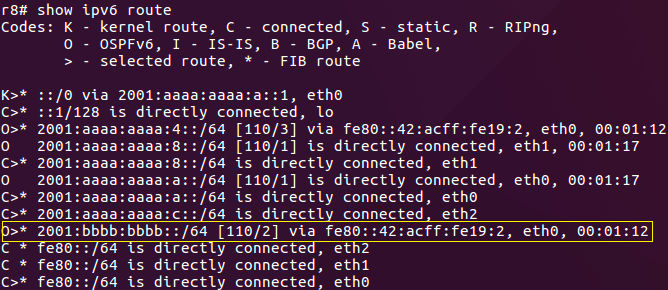 r8# show ipv6 route
Codes: K - kernel route, C - connected, S - static, R - RIPng,
O - OSPFv6, I - IS-IS, B - BGP, A - Babel,
> - selected route, * - FIB route
K>* ::/0 via 2001:aaaa:aaaa:a::1, eth0
C>* ::1/128 is directly connected, lo
O>* 2001:aaaa:aaaa:4::/64 [110/3] via fe80::42:acff:fe19:2, eth0, 00:01:12
O   2001:aaaa:aaaa:8::/64 [110/1] is directly connected, eth1, 00:01:17
C>* 2001:aaaa:aaaa:8::/64 is directly connected, eth1
O   2001:aaaa:aaaa:a::/64 [110/1] is directly connected, eth0, 00:01:17
C>* 2001:aaaa:aaaa:a::/64 is directly connected, eth0
C>* 2001:aaaa:aaaa:c::/64 is directly connected, eth2
O>* 2001:bbbb:bbbb::/64 [110/2] via fe80::42:acff:fe19:2, eth0, 00:01:12
C * fe80::/64 is directly connected, eth2
C * fe80::/64 is directly connected, eth1
C>* fe80::/64 is directly connected, eth0